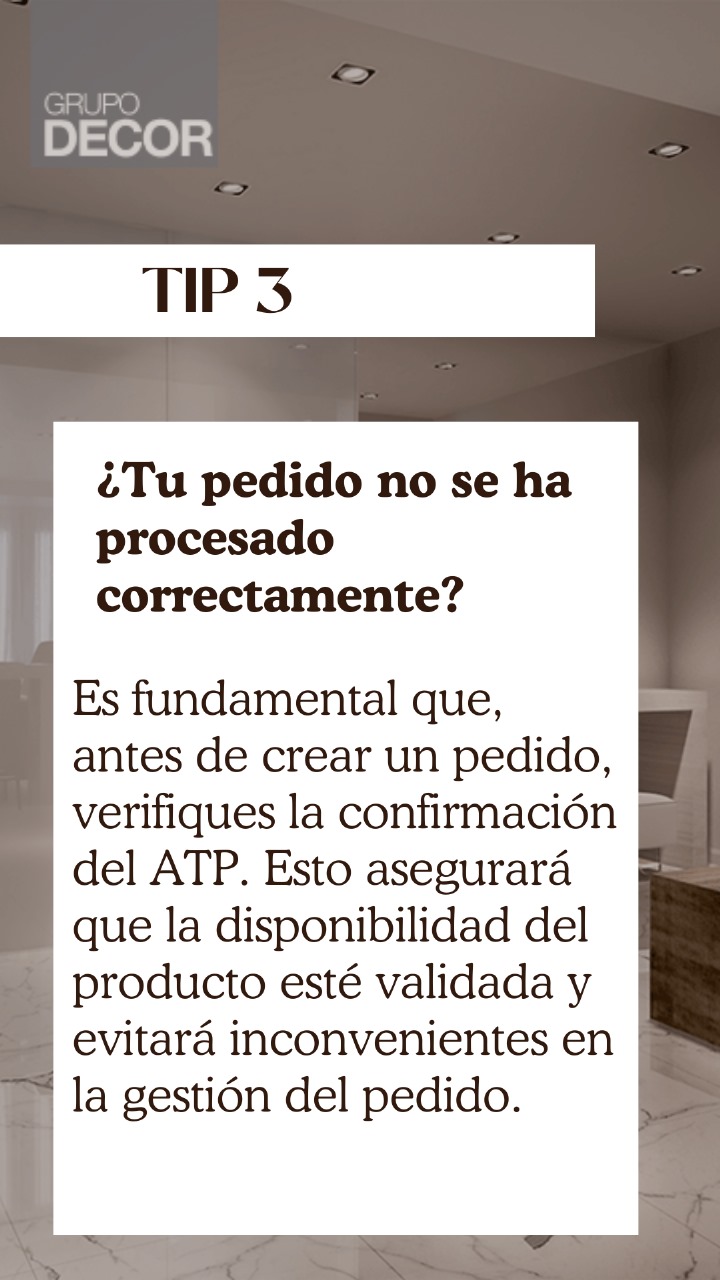 GRUPO
DECOR
TIP 3
¿Tu pedido no se ha
procesado
correctamente?
Es fundamental que,
antes de crear un pedido,
verifiques la confirmación
del ATP. Esto asegurará
que la disponibilidad del
producto esté validada y
evitará inconvenientes en
la gestión del pedido.